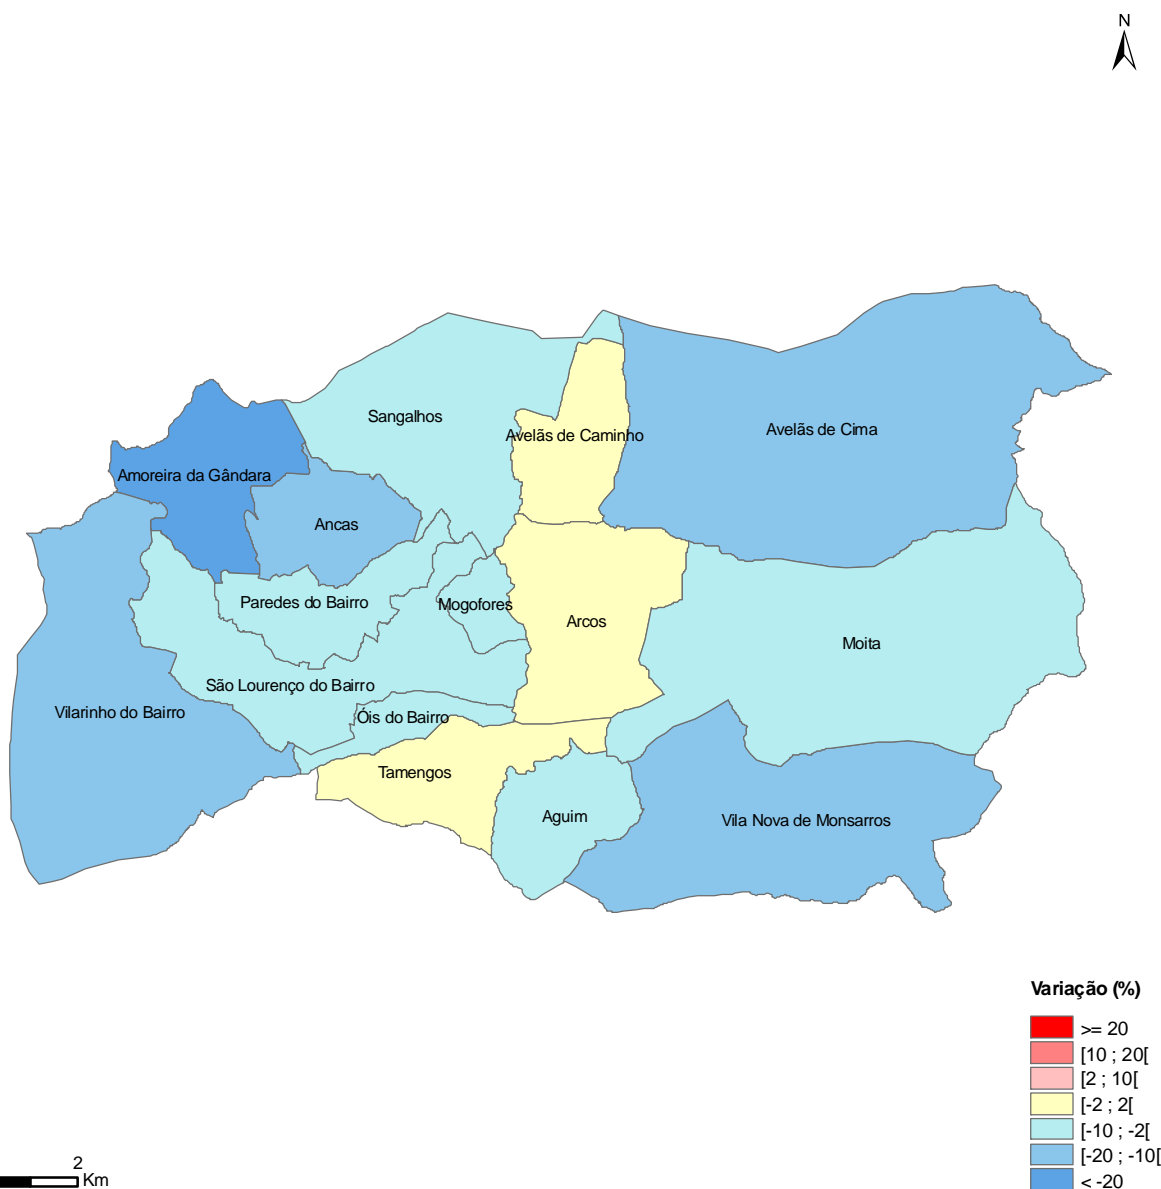 N
Sangalhos
Avelãs de Caminho
Avelãs de Cima
Amoreira da Gândara
Ancas
Paredes do Bairro
Mogofores
Arcos
Moita
São Lourenço do Bairro
Vilarinho do Bairro
Óis do Bairro
Tamengos
Aguim
Vila Nova de Monsarros
Variação (%)
>= 20
[10 ; 20[
[2 ; 10[
[-2 ; 2[
[-10 ; -2[
[-20 ; -10[
< -20
2
Km